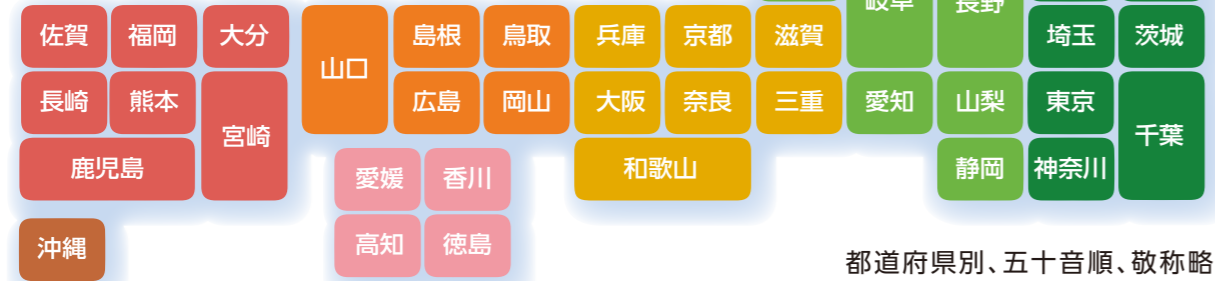 岐阜 長野
佐賀 福岡 大分 山口 島根 鳥取 兵庫 京都 滋賀 埼玉 茨城
長崎 熊本 宮崎 広島 岡山 大阪 奈良 三重 愛知 山梨 東京 千葉
鹿児島 愛媛 香川 和歌山 静岡 神奈川
沖縄 高知 徳島
都道府県別、五十音順、敬称略